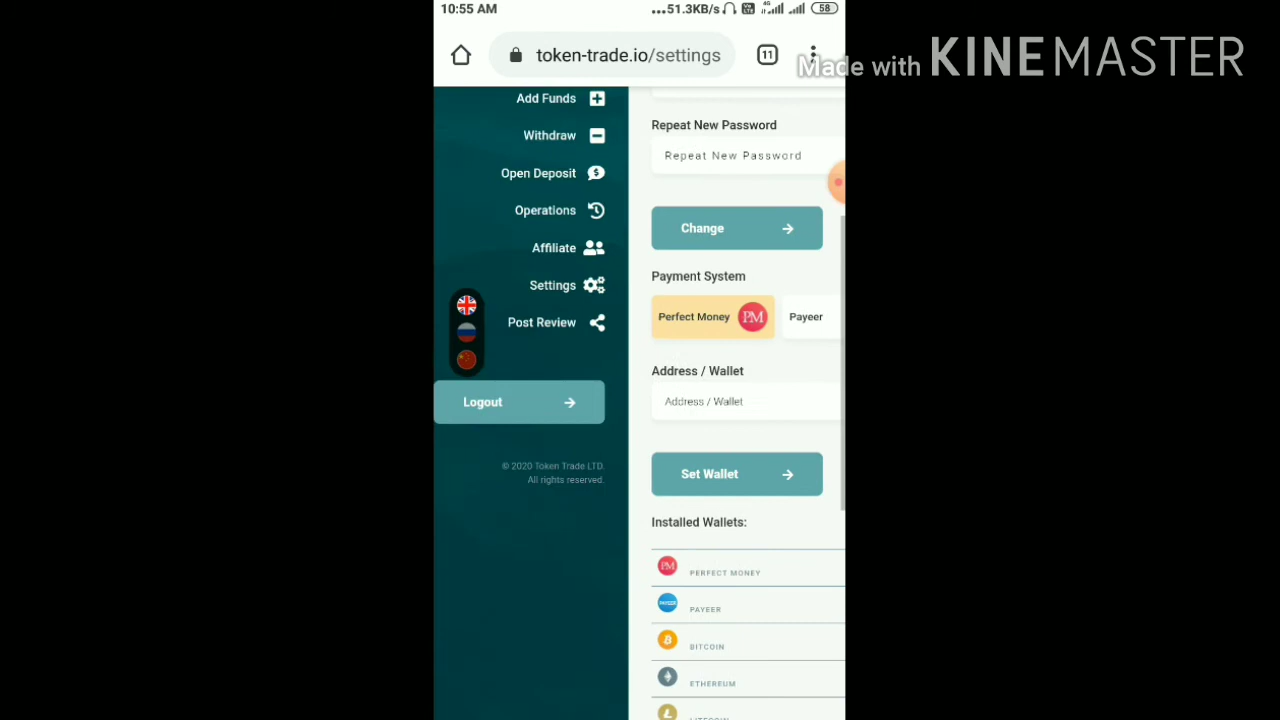 10:55 AM
...51.3KB/s
4G
58
token-trade.io/settings
11
Made with KINEMASTER
Add Funds
Withdraw
Open Deposit
Operations
Affiliate
Settings
Post Review
Logout
© 2020 Token Trade LTD.
All rights reserved.
Repeat New Password
Repeat New Password
Change
Payment System
Perfect Money PM
Payeer
Address / Wallet
Address / Wallet
Set Wallet
Installed Wallets:
PM PERFECT MONEY
PAYEER PAYEER
BITCOIN
ETHEREUM
LITECOIN